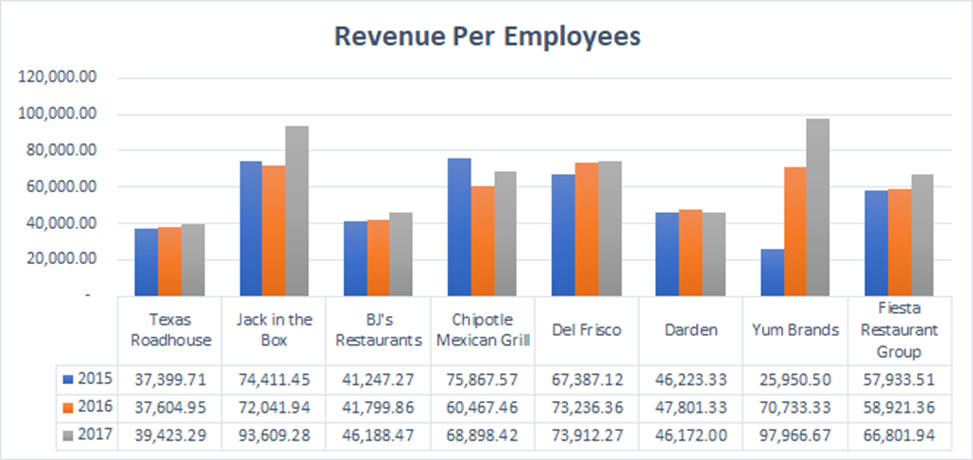 Revenue Per Employees
120,000.00
100,000.00
80,000.00
60,000.00
40,000.00
20,000.00
-
Texas Roadhouse Jack in the Box BJ's Restaurants Chipotle Mexican Grill Del Frisco Darden Yum Brands Fiesta Restaurant Group
2015 37,399.71 74,411.45 41,247.27 75,867.57 67,387.12 46,223.33 25,950.50 57,933.51
2016 37,604.95 72,041.94 41,799.86 60,467.46 73,236.36 47,801.33 70,733.33 58,921.36
2017 39,423.29 93,609.28 46,188.47 68,898.42 73,912.27 46,172.00 97,966.67 66,801.94